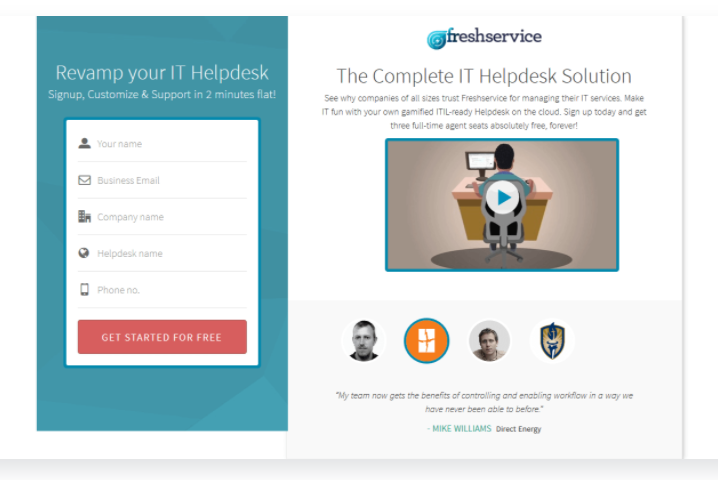 Revamp your IT Helpdesk
Signup, Customize & Support in 2 minutes flat!
Your name
Business Email
Company name
Helpdesk name
Phone no.
GET STARTED FOR FREE
freshservice
The Complete IT Helpdesk Solution
See why companies of all sizes trust Freshservice for managing their IT services. Make
IT fun with your own gamified ITIL-ready Helpdesk on the cloud. Sign up today and get
three full-time agent seats absolutely free, forever!
"My team now gets the benefits of controlling and enabling workflow in a way we
have never been able to before."
- MIKE WILLIAMS Direct Energy